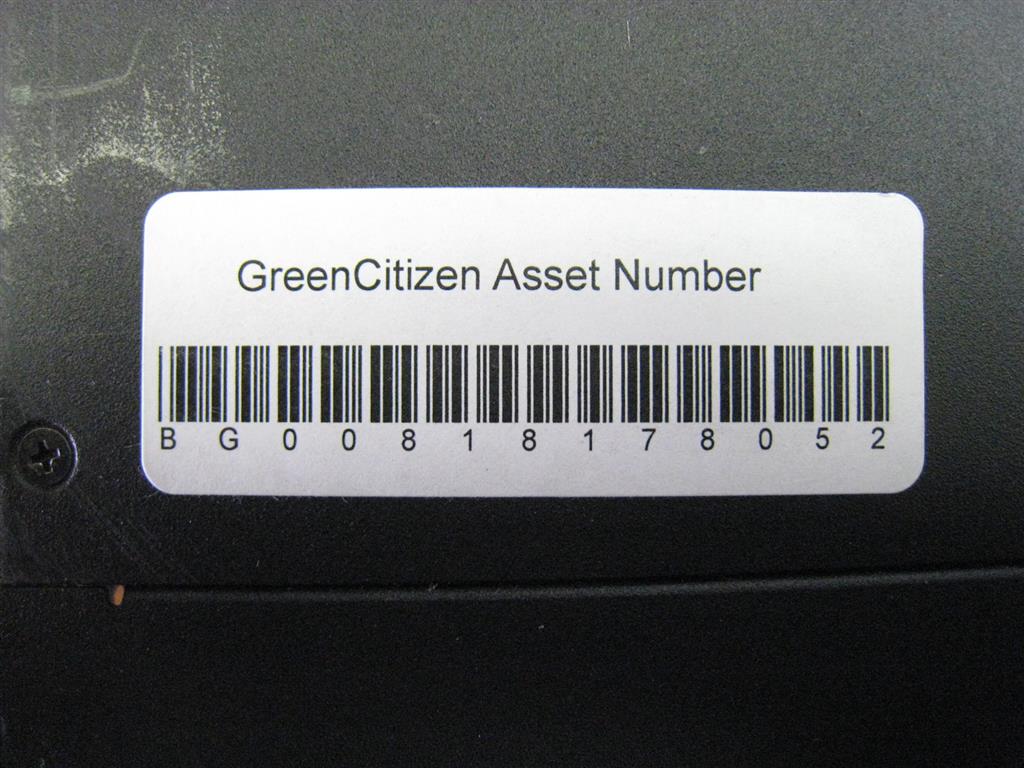 GreenCitizen Asset Number
B G 0 0 8 1 8 1 7 8 0 5 2